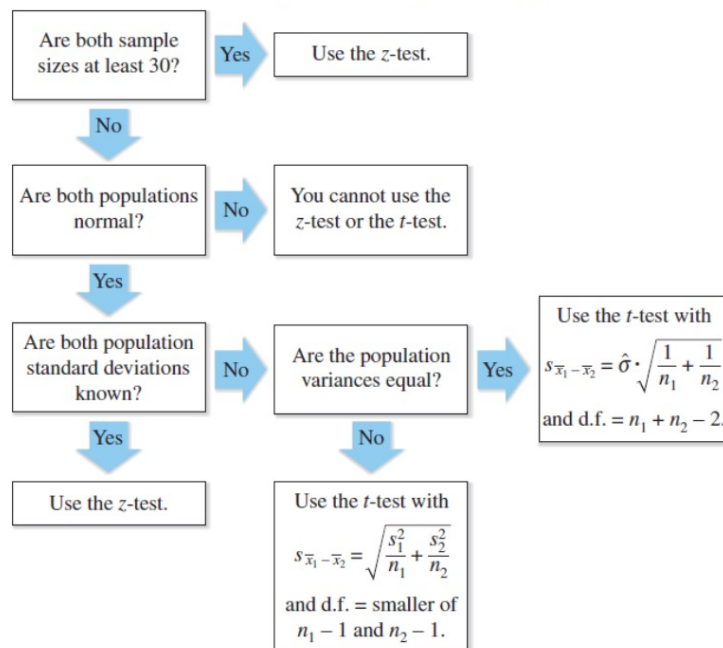 Are both sample
sizes at least 30?
Yes
Use the z-test.
No
Are both populations
normal?
No
You cannot use the
z-test or the t-test.
Yes
Are both population
standard deviations
known?
No
Are the population
variances equal?
Yes
Use the t-test with
s_{x̄₁ − x̄₂} = σ̂ · √(1/n₁ + 1/n₂)
and d.f. = n₁ + n₂ − 2.
Yes
Use the z-test.
No
Use the t-test with
s_{x̄₁ − x̄₂} = √(s₁²/n₁ + s₂²/n₂)
and d.f. = smaller of
n₁ − 1 and n₂ − 1.